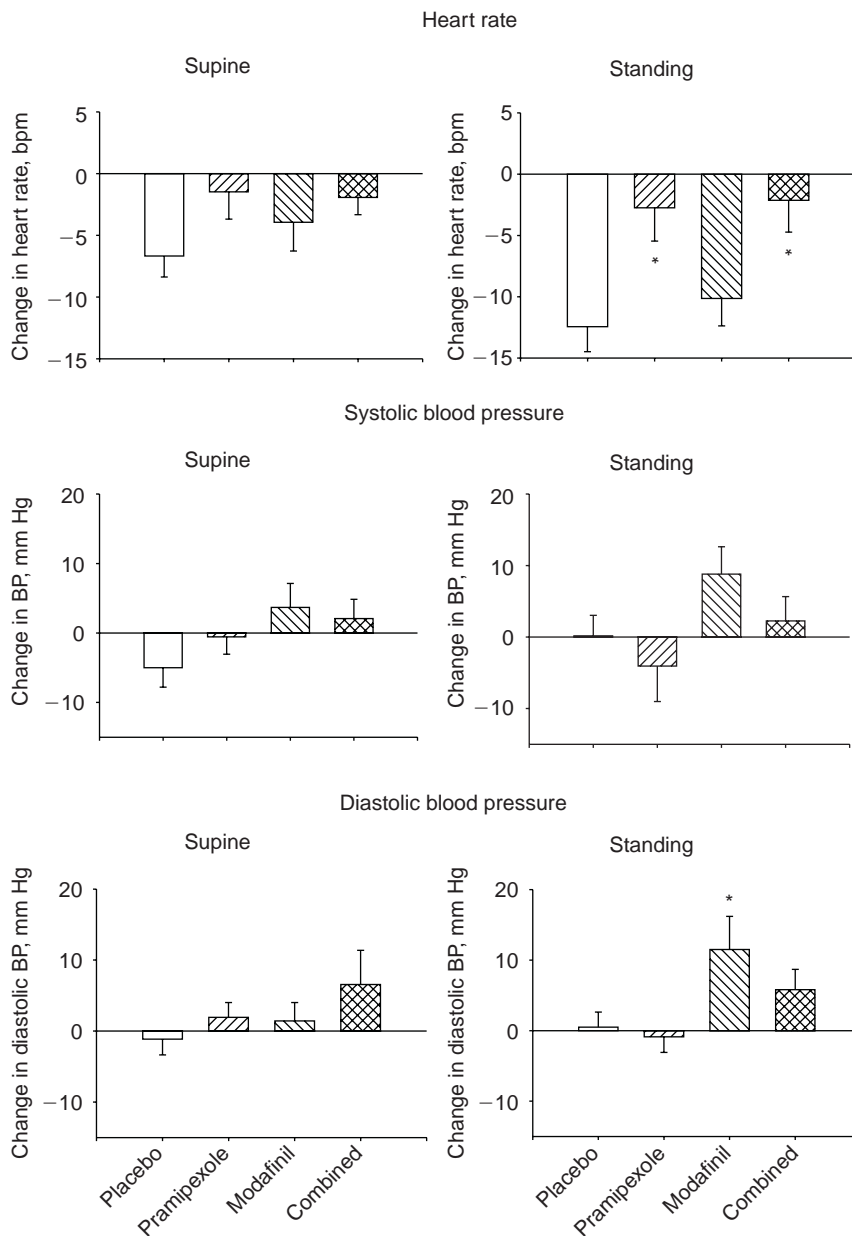 Heart rate
Supine
Standing
Change in heart rate, bpm
5
0
−5
−10
−15
Change in heart rate, bpm
5
0
−5
−10
−15
*
*
Systolic blood pressure
Supine
Standing
Change in BP, mm Hg
20
10
0
−10
Change in BP, mm Hg
20
10
0
−10
Diastolic blood pressure
Supine
Standing
Change in diastolic BP, mm Hg
20
10
0
−10
Placebo
Pramipexole
Modafinil
Combined
Change in diastolic BP, mm Hg
20
10
0
−10
*
Placebo
Pramipexole
Modafinil
Combined